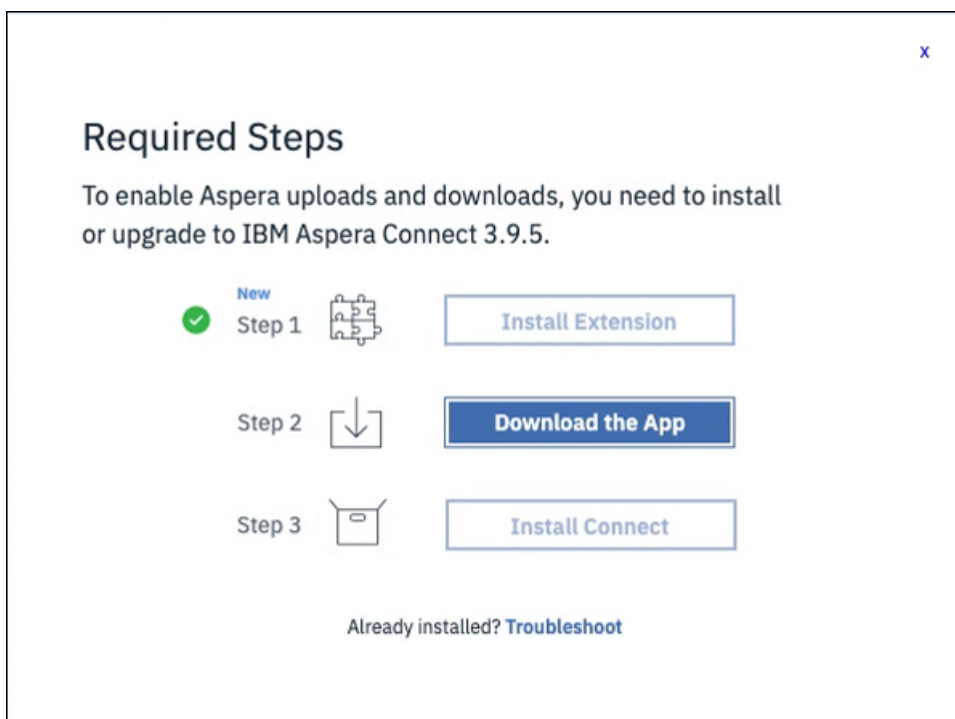 x
Required Steps
To enable Aspera uploads and downloads, you need to install
or upgrade to IBM Aspera Connect 3.9.5.
New
Step 1 Install Extension
Step 2 Download the App
Step 3 Install Connect
Already installed? Troubleshoot